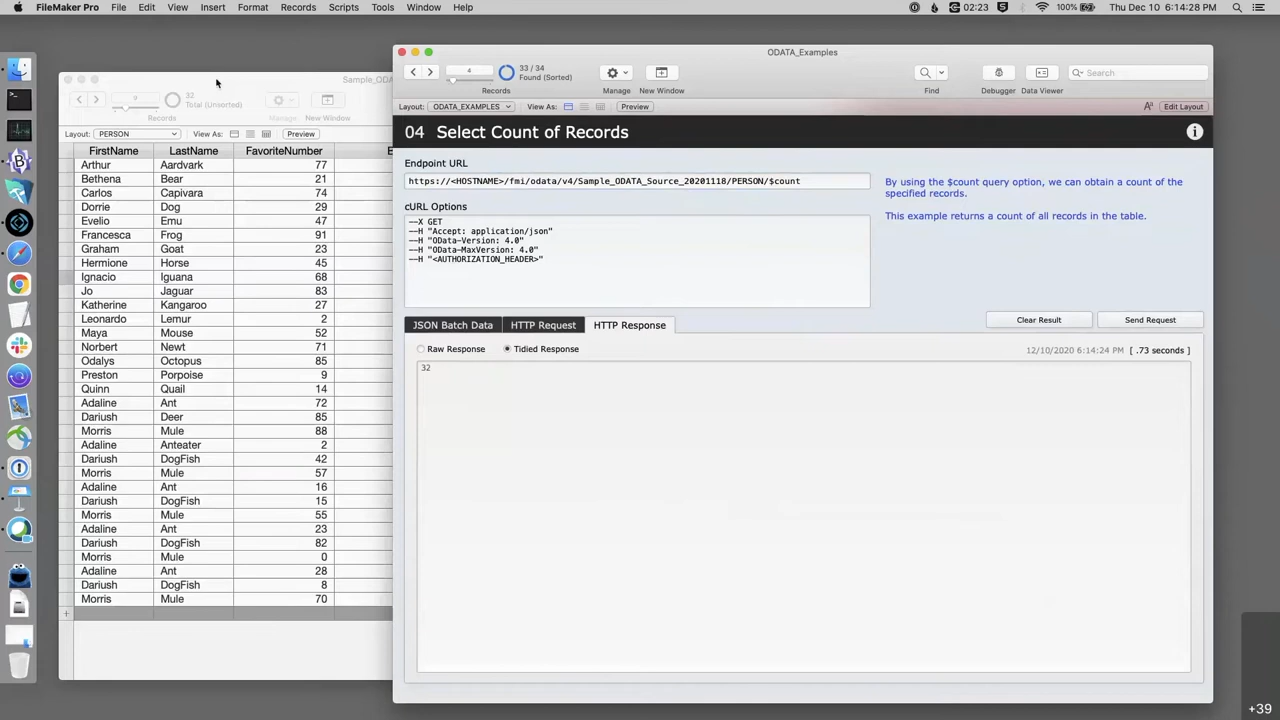 FileMaker Pro File Edit View Insert Format Records Scripts Tools Window Help 02:23 100% Thu Dec 10 6:14:28 PM
Sample_ODA
9 32
Total (Unsorted)
Records Manage New Window
Layout: PERSON View As: Preview
FirstName LastName FavoriteNumber E
Arthur Aardvark 77
Bethena Bear 21
Carlos Capivara 74
Dorrie Dog 29
Evelio Emu 47
Francesca Frog 91
Graham Goat 23
Hermione Horse 45
Ignacio Iguana 68
Jo Jaguar 83
Katherine Kangaroo 27
Leonardo Lemur 2
Maya Mouse 52
Norbert Newt 71
Odalys Octopus 85
Preston Porpoise 9
Quinn Quail 14
Adaline Ant 72
Dariush Deer 85
Morris Mule 88
Adaline Anteater 2
Dariush DogFish 42
Morris Mule 57
Adaline Ant 16
Dariush DogFish 15
Morris Mule 55
Adaline Ant 23
Dariush DogFish 82
Morris Mule 0
Adaline Ant 28
Dariush DogFish 8
Morris Mule 70
ODATA_Examples
4 33 / 34
Found (Sorted) Search
Records Manage New Window Find Debugger Data Viewer
Layout: ODATA_EXAMPLES View As: Preview Edit Layout
04 Select Count of Records
Endpoint URL
https://<HOSTNAME>/fmi/odata/v4/Sample_ODATA_Source_20201118/PERSON/$count
cURL Options
--X GET
--H "Accept: application/json"
--H "OData-Version: 4.0"
--H "OData-MaxVersion: 4.0"
--H "<AUTHORIZATION_HEADER>"
By using the $count query option, we can obtain a count of the
specified records.
This example returns a count of all records in the table.
JSON Batch Data HTTP Request HTTP Response Clear Result Send Request
Raw Response Tidied Response 12/10/2020 6:14:24 PM [ .73 seconds ]
32
+39